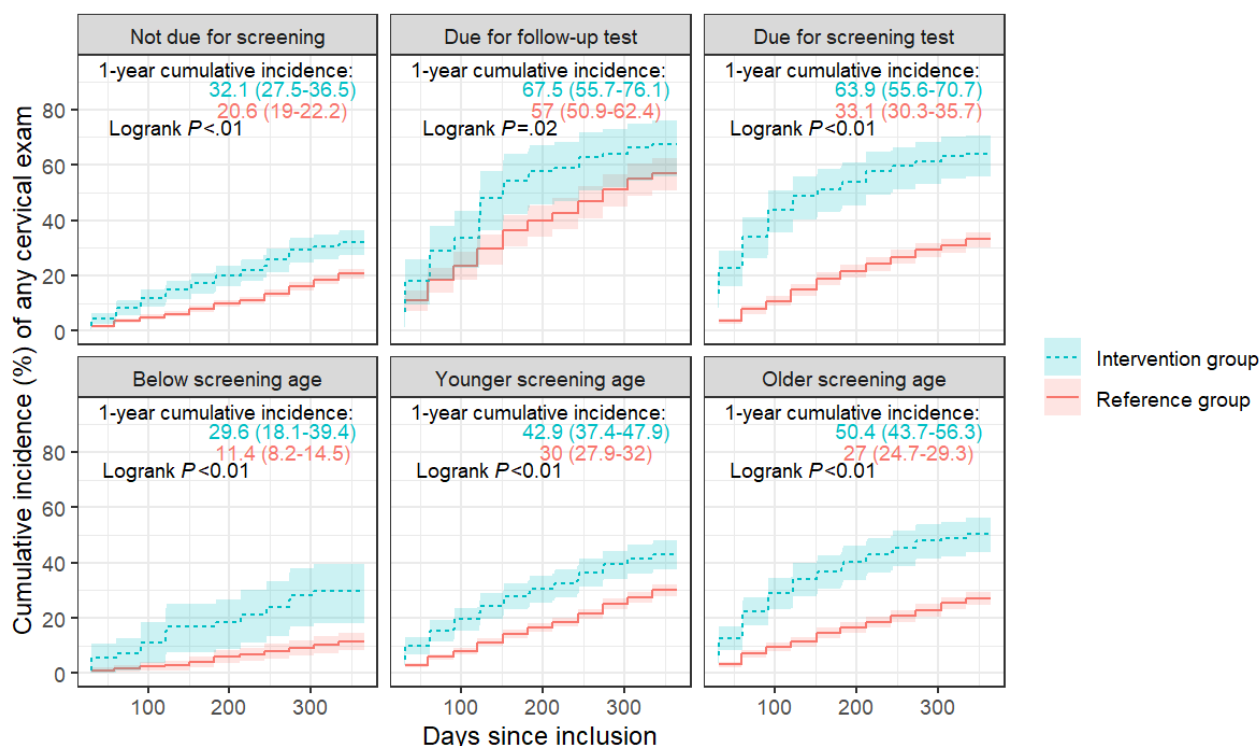 Not due for screening
Due for follow-up test
Due for screening test
1-year cumulative incidence:
32.1 (27.5-36.5)
20.6 (19-22.2)
Logrank P<.01
1-year cumulative incidence:
67.5 (55.7-76.1)
57 (50.9-62.4)
Logrank P=.02
1-year cumulative incidence:
63.9 (55.6-70.7)
33.1 (30.3-35.7)
Logrank P<0.01
80
60
40
20
0
Below screening age
Younger screening age
Older screening age
1-year cumulative incidence:
29.6 (18.1-39.4)
11.4 (8.2-14.5)
Logrank P<0.01
1-year cumulative incidence:
42.9 (37.4-47.9)
30 (27.9-32)
Logrank P<0.01
1-year cumulative incidence:
50.4 (43.7-56.3)
27 (24.7-29.3)
Logrank P<0.01
80
60
40
20
0
100 200 300
100 200 300
100 200 300
Days since inclusion
Cumulative incidence (%) of any cervical exam
Intervention group
Reference group